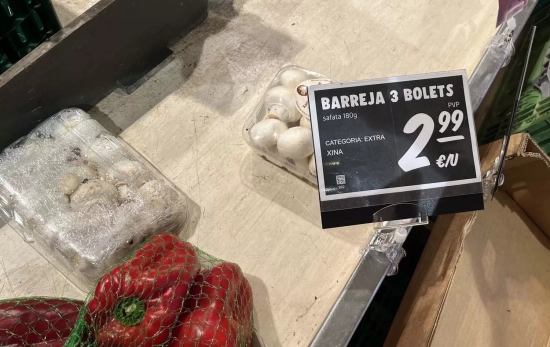 BARREJA 3 BOLETS
safata 180g
PVP
CATEGORIA: EXTRA
XINA
2,99
€/U